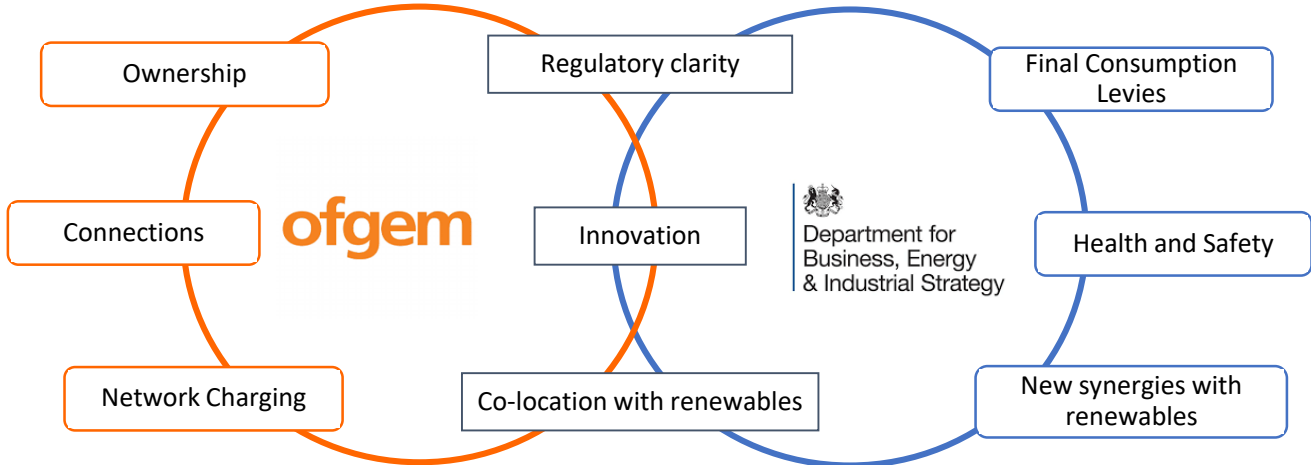 Ownership
Regulatory clarity
Final Consumption
Levies
Connections
ofgem
Innovation
Department for
Business, Energy
& Industrial Strategy
Health and Safety
Network Charging
Co-location with renewables
New synergies with
renewables